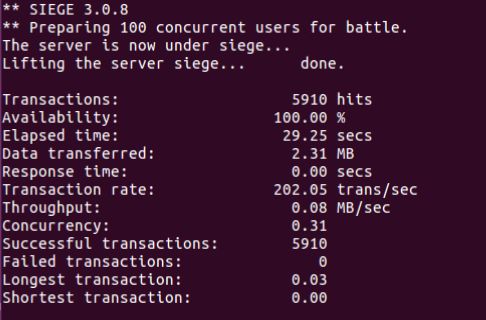 ** SIEGE 3.0.8
** Preparing 100 concurrent users for battle.
The server is now under siege...
Lifting the server siege...      done.
Transactions:                   5910 hits
Availability:                 100.00 %
Elapsed time:                  29.25 secs
Data transferred:               2.31 MB
Response time:                  0.00 secs
Transaction rate:             202.05 trans/sec
Throughput:                     0.08 MB/sec
Concurrency:                    0.31
Successful transactions:        5910
Failed transactions:               0
Longest transaction:            0.03
Shortest transaction:           0.00